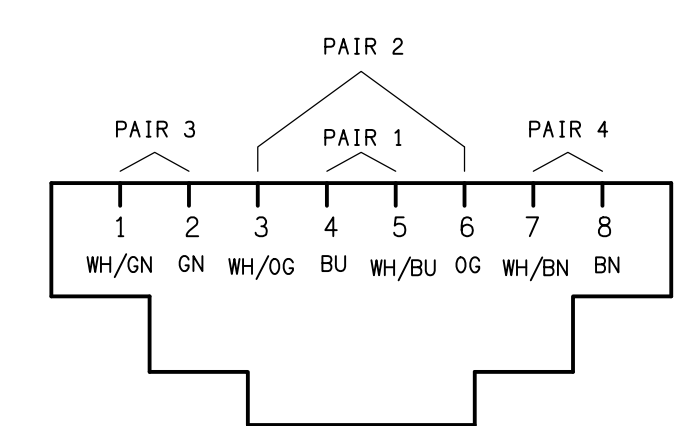 PAIR 2
PAIR 3 PAIR 1 PAIR 4
1 2 3 4 5 6 7 8
WH/GN GN WH/OG BU WH/BU OG WH/BN BN